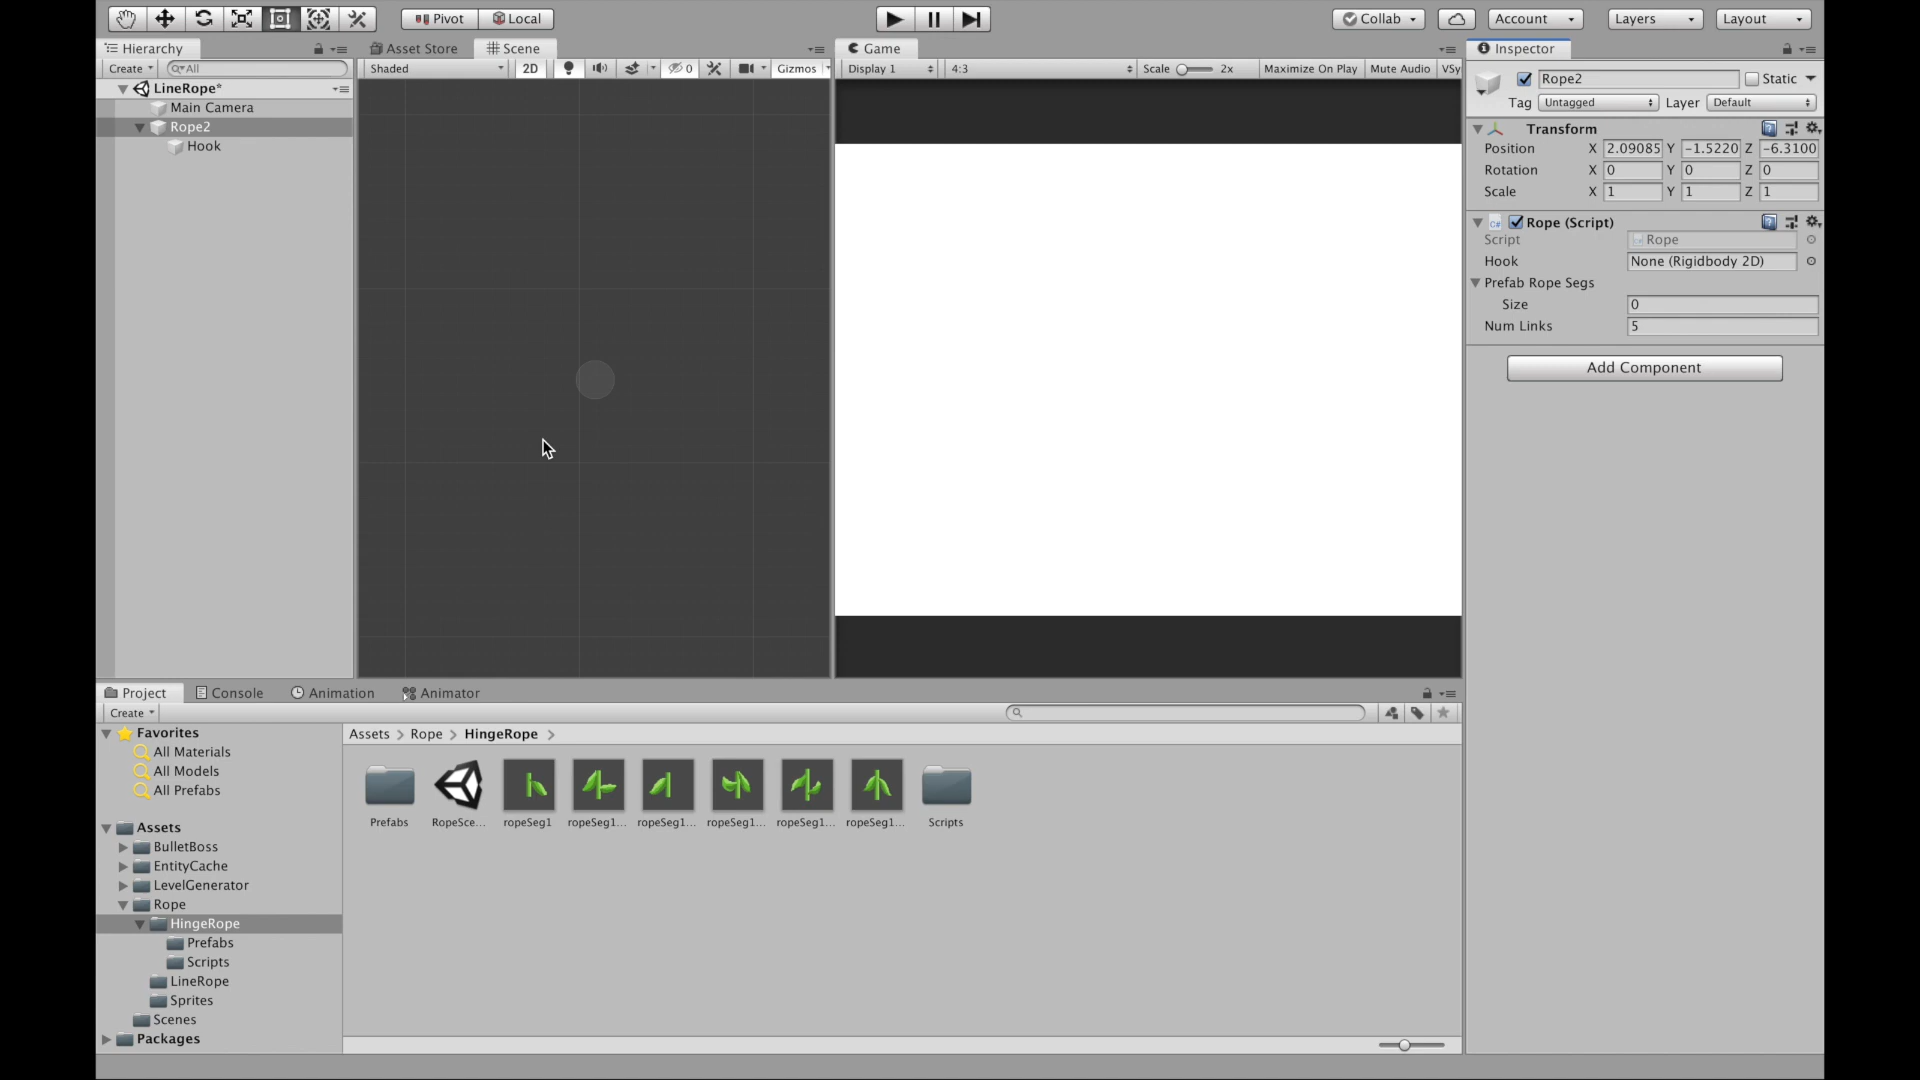 Pivot
Local
Collab
Account
Layers
Layout
Hierarchy
Create
All
LineRope*
Main Camera
Rope2
Hook
Asset Store
Scene
Shaded
2D
0
Gizmos
Game
Display 1
4:3
Scale
2x
Maximize On Play
Mute Audio
VSy
Inspector
Rope2
Static
Tag
Untagged
Layer
Default
Transform
Position
X
2.09085
Y
-1.5220
Z
-6.3100
Rotation
X
0
Y
0
Z
0
Scale
X
1
Y
1
Z
1
Rope (Script)
Script
Rope
Hook
None (Rigidbody 2D)
Prefab Rope Segs
Size
0
Num Links
5
Add Component
Project
Console
Animation
Animator
Create
Favorites
All Materials
All Models
All Prefabs
Assets
BulletBoss
EntityCache
LevelGenerator
Rope
HingeRope
Prefabs
Scripts
LineRope
Sprites
Scenes
Packages
Assets > Rope > HingeRope >
Prefabs
RopeSce...
ropeSeg1
ropeSeg1...
ropeSeg1...
ropeSeg1...
ropeSeg1...
ropeSeg1...
Scripts